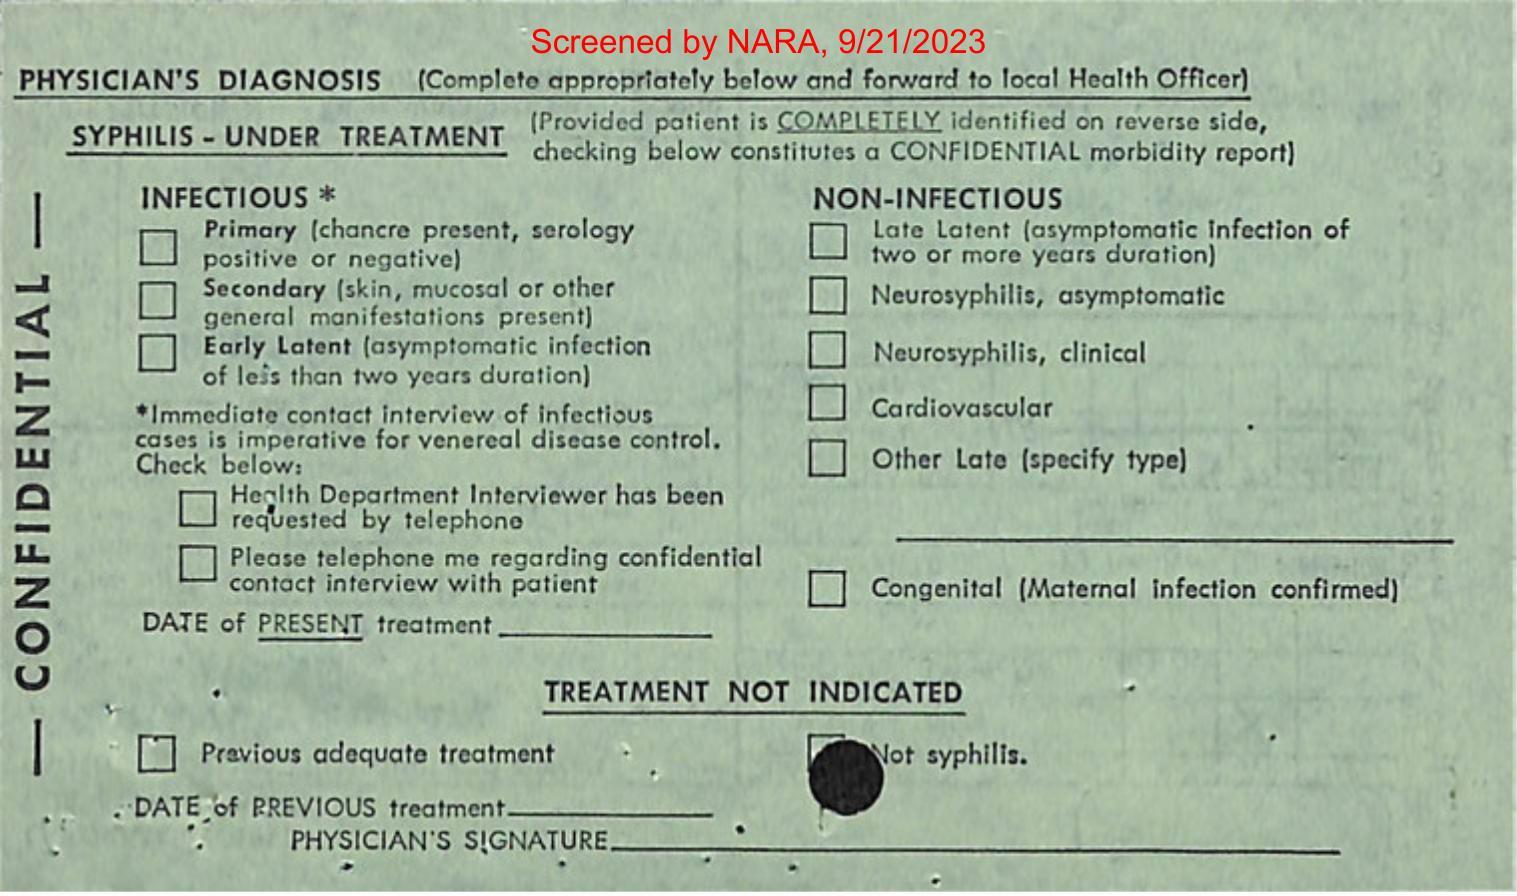 Screened by NARA, 9/21/2023
PHYSICIAN'S DIAGNOSIS (Complete appropriately below and forward to local Health Officer)
SYPHILIS - UNDER TREATMENT (Provided patient is COMPLETELY identified on reverse side,
checking below constitutes a CONFIDENTIAL morbidity report)
— CONFIDENTIAL —
INFECTIOUS *
Primary (chancre present, serology
positive or negative)
Secondary (skin, mucosal or other
general manifestations present)
Early Latent (asymptomatic infection
of less than two years duration)
*Immediate contact interview of infectious
cases is imperative for venereal disease control.
Check below:
Health Department Interviewer has been
requested by telephone
Please telephone me regarding confidential
contact interview with patient
DATE of PRESENT treatment
NON-INFECTIOUS
Late Latent (asymptomatic infection of
two or more years duration)
Neurosyphilis, asymptomatic
Neurosyphilis, clinical
Cardiovascular
Other Late (specify type)
Congenital (Maternal infection confirmed)
TREATMENT NOT INDICATED
Previous adequate treatment
Not syphilis.
DATE of PREVIOUS treatment
PHYSICIAN'S SIGNATURE